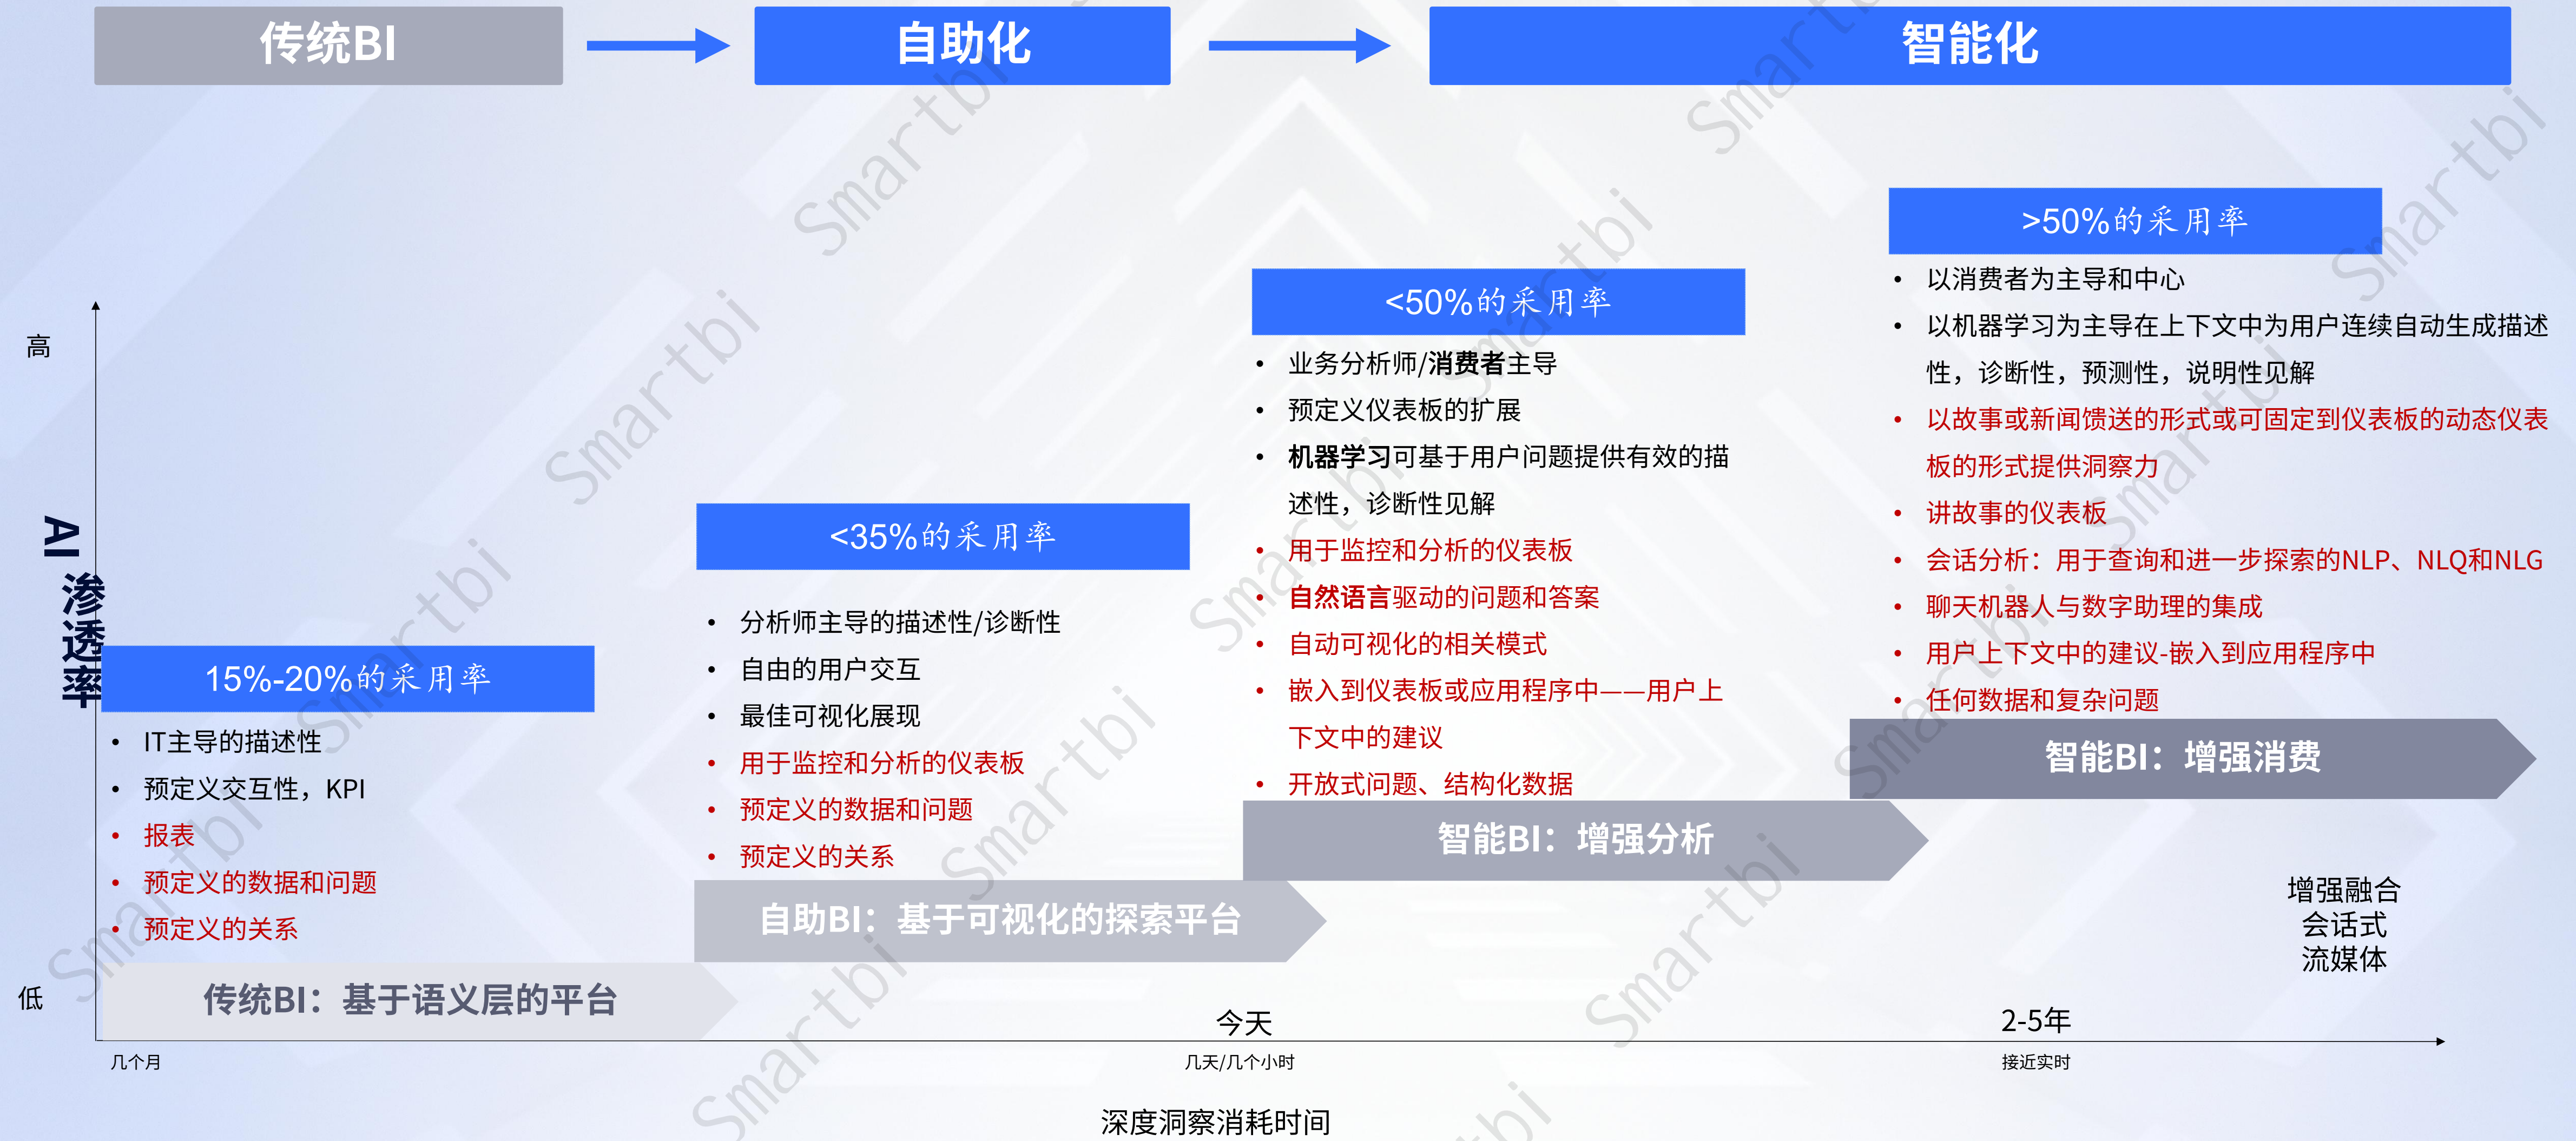 传统BI
自助化
智能化
>50%的采用率
• 以消费者为主导和中心
• 以机器学习为主导在上下文中为用户连续自动生成描述
性，诊断性，预测性，说明性见解
• 以故事或新闻馈送的形式或可固定到仪表板的动态仪表
板的形式提供洞察力
• 讲故事的仪表板
• 会话分析：用于查询和进一步探索的NLP、NLQ和NLG
• 聊天机器人与数字助理的集成
• 用户上下文中的建议-嵌入到应用程序中
• 任何数据和复杂问题
智能BI：增强消费
<50%的采用率
• 业务分析师/消费者主导
• 预定义仪表板的扩展
• 机器学习可基于用户问题提供有效的描
述性，诊断性见解
• 用于监控和分析的仪表板
• 自然语言驱动的问题和答案
• 自动可视化的相关模式
• 嵌入到仪表板或应用程序中——用户上
下文中的建议
• 开放式问题、结构化数据
智能BI：增强分析
<35%的采用率
• 分析师主导的描述性/诊断性
• 自由的用户交互
• 最佳可视化展现
• 用于监控和分析的仪表板
• 预定义的数据和问题
• 预定义的关系
自助BI：基于可视化的探索平台
高
AI 渗透率
15%-20%的采用率
• IT主导的描述性
• 预定义交互性，KPI
• 报表
• 预定义的数据和问题
• 预定义的关系
传统BI：基于语义层的平台
低
增强融合
会话式
流媒体
今天
2-5年
几个月
几天/几个小时
接近实时
深度洞察消耗时间
Smartbi
Smartbi
Smartbi
Smartbi
Smartbi
Smartbi
Smartbi
Smartbi
Smartbi
Smartbi
Smartbi
Smartbi
Smartbi
Smartbi